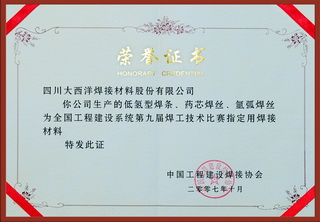 荣誉证书
HONORARY CREDENTIAL
四川大西洋焊接材料股份有限公司
你公司生产的低氢型焊条、药芯焊丝、氩弧焊丝
为全国工程建设系统第九届焊工技术比赛指定用焊接
材料
特发此证
中国工程建设焊接协会
二〇〇七年十月